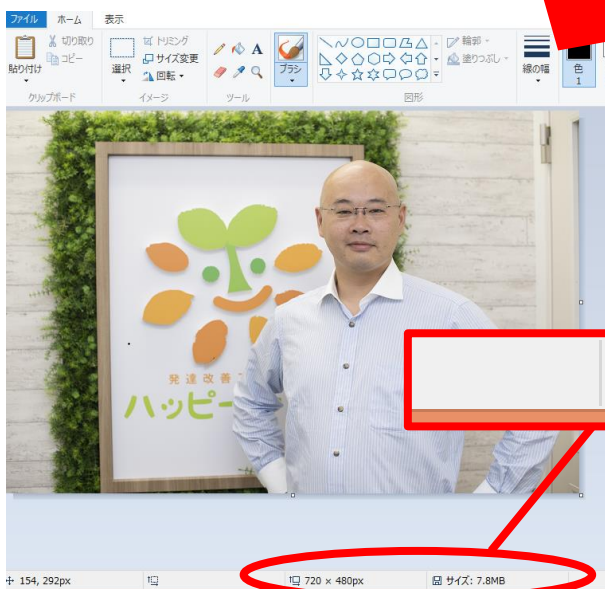 ファイル ホーム 表示
切り取り
コピー
貼り付け
クリップボード
選択
トリミング
サイズ変更
回転
イメージ
A
ツール
ブラシ
輪郭
塗りつぶし
図形
線の幅
色
1
発達改善
ハッピー
154, 292px
720 × 480px
サイズ: 7.8MB